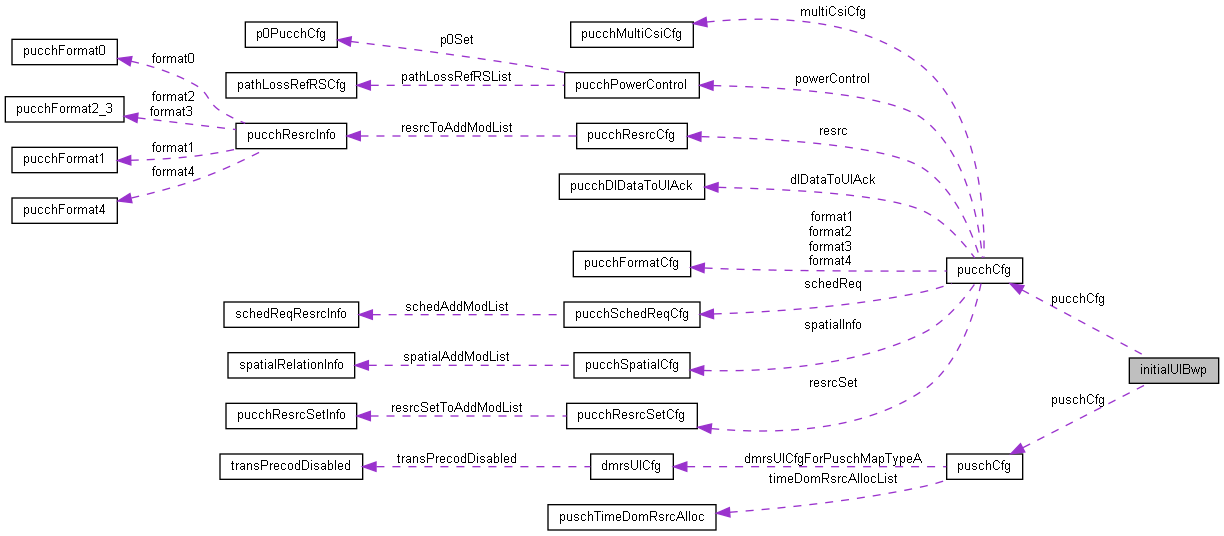 multiCsiCfg
p0PucchCfg
pucchMultiCsiCfg
p0Set
pucchFormat0
format0
powerControl
pathLossRefRSList
pathLossRefRSCfg
pucchPowerControl
format2
format3
pucchFormat2_3
resrcToAddModList
resrc
pucchResrcInfo
pucchResrcCfg
format1
pucchFormat1
format4
dlDataToUlAck
pucchDlDataToUlAck
pucchFormat4
format1
format2
format3
format4
pucchFormatCfg
pucchCfg
schedReq
pucchCfg
schedAddModList
schedReqResrcInfo
pucchSchedReqCfg
spatialInfo
spatialAddModList
spatialRelationInfo
pucchSpatialCfg
initialUlBwp
resrcSet
puschCfg
resrcSetToAddModList
pucchResrcSetInfo
pucchResrcSetCfg
transPrecodDisabled
dmrsUlCfgForPuschMapTypeA
transPrecodDisabled
dmrsUlCfg
puschCfg
timeDomRsrcAllocList
puschTimeDomRsrcAlloc